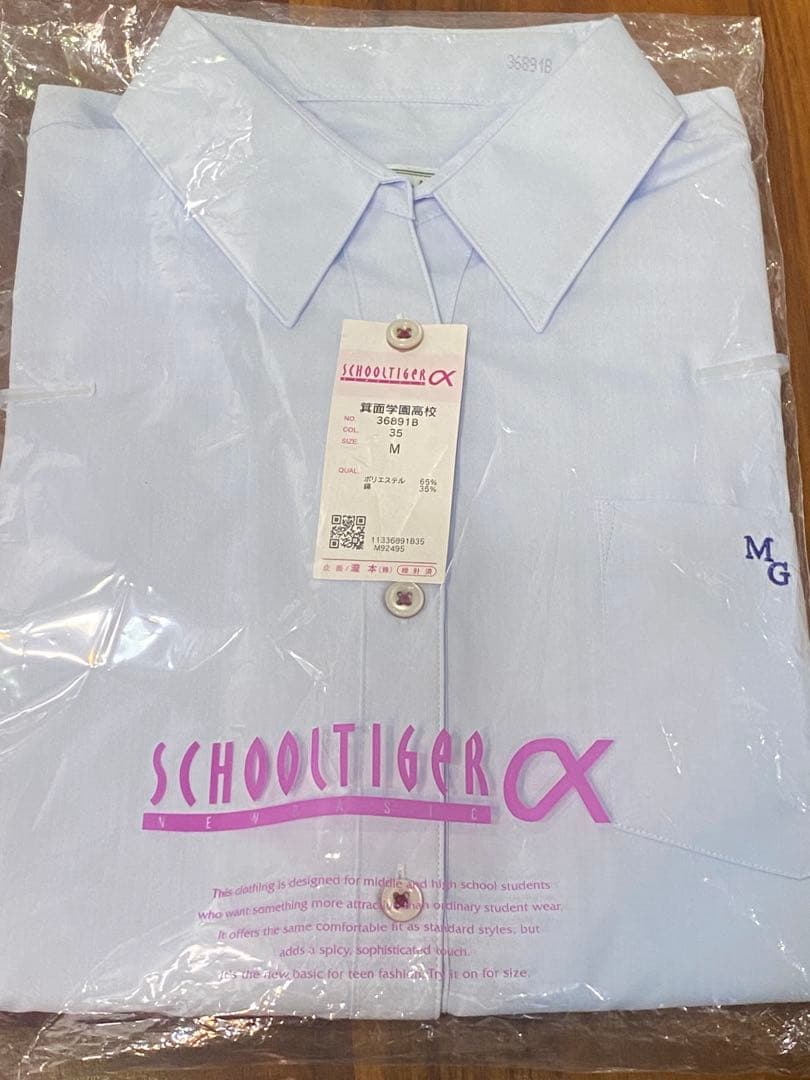 36891B
SCHOOLTIGER α
箕面学園高校
NO. 36891B
COL. 35
SIZE. M
QUAL.
ポリエステル 65%
綿 35%
11336891B35
M92495
企画/瀧本(株) 検針済
MG
SCHOOLTIGER α
NEW BASIC
This clothing is designed for middle and high school students
who want something more attractive than ordinary student wear.
It offers the same comfortable fit as standard styles, but
adds a spicy, sophisticated touch.
It's the new basic for teen fashion. Try it on for size.